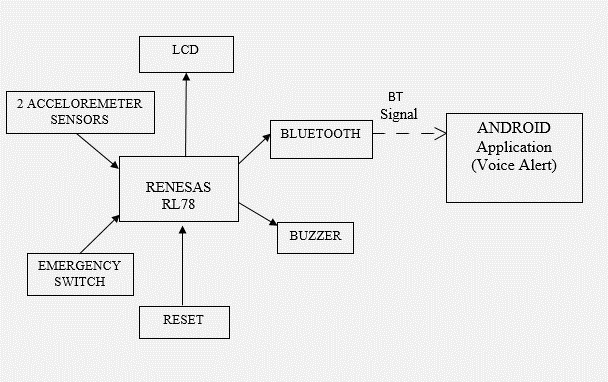 LCD
2 ACCELOREMETER
SENSORS
BT
Signal
BLUETOOTH
ANDROID
Application
(Voice Alert)
RENESAS
RL78
BUZZER
EMERGENCY
SWITCH
RESET